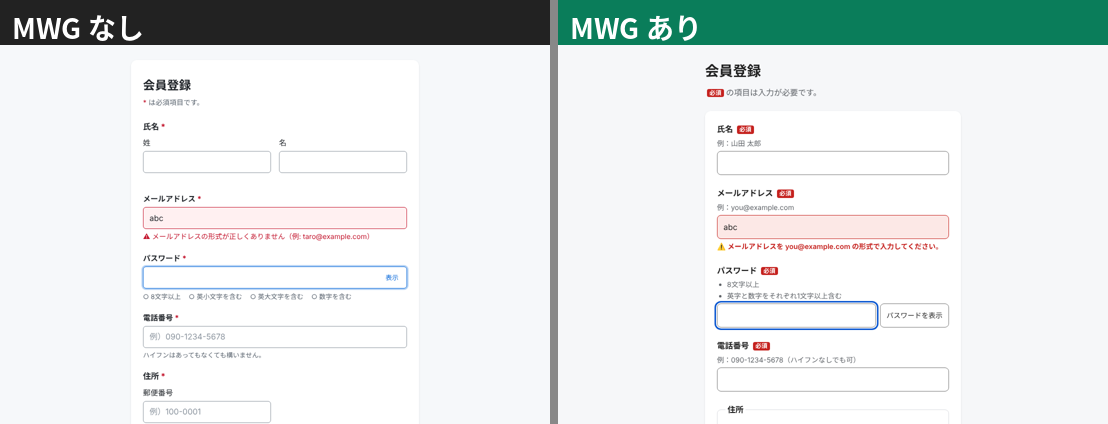 MWG なし
会員登録
* は必須項目です。
氏名 *
姓
名
メールアドレス *
abc
メールアドレスの形式が正しくありません（例: taro@example.com）
パスワード *
表示
8文字以上 英小文字を含む 英大文字を含む 数字を含む
電話番号 *
例）090-1234-5678
ハイフンはあってもなくても構いません。
住所 *
郵便番号
例）100-0001
MWG あり
会員登録
必須 の項目は入力が必要です。
氏名 必須
例：山田 太郎
メールアドレス 必須
例：you@example.com
abc
メールアドレスを you@example.com の形式で入力してください。
パスワード 必須
• 8文字以上
• 英字と数字をそれぞれ1文字以上含む
パスワードを表示
電話番号 必須
例：090-1234-5678（ハイフンなしでも可）
住所